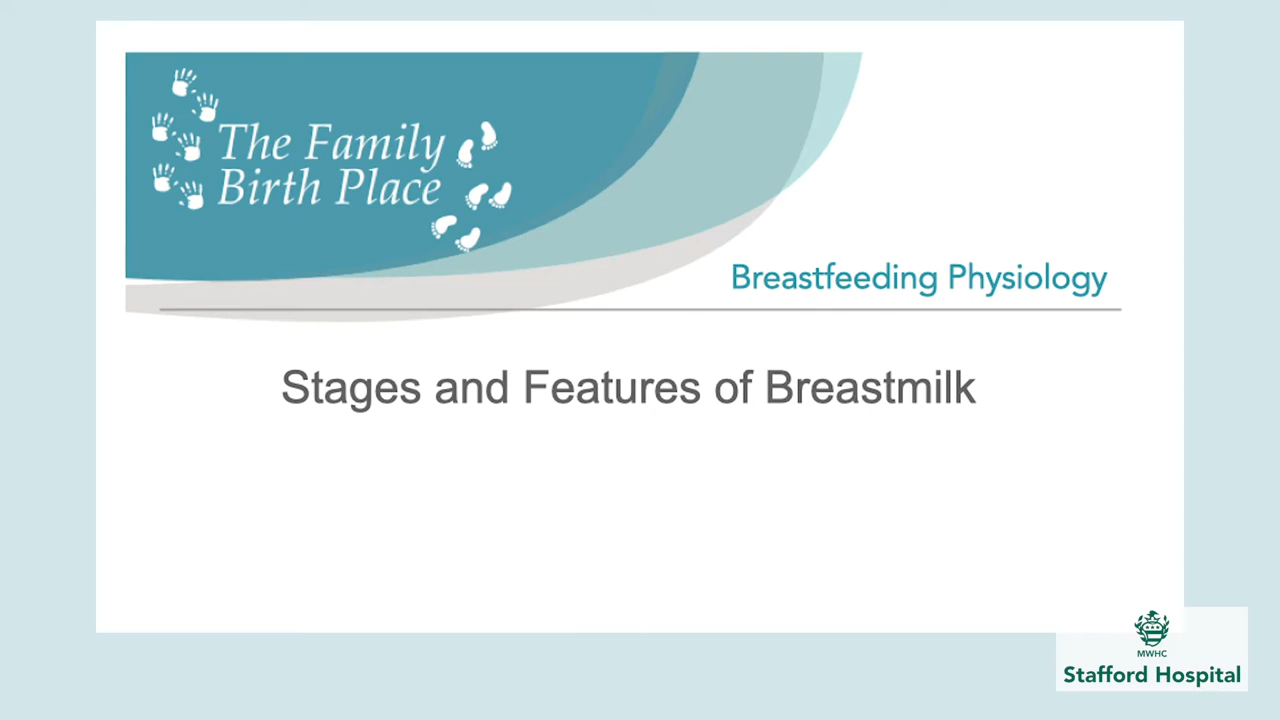 The Family
Birth Place
Breastfeeding Physiology
Stages and Features of Breastmilk
MWHC
Stafford Hospital